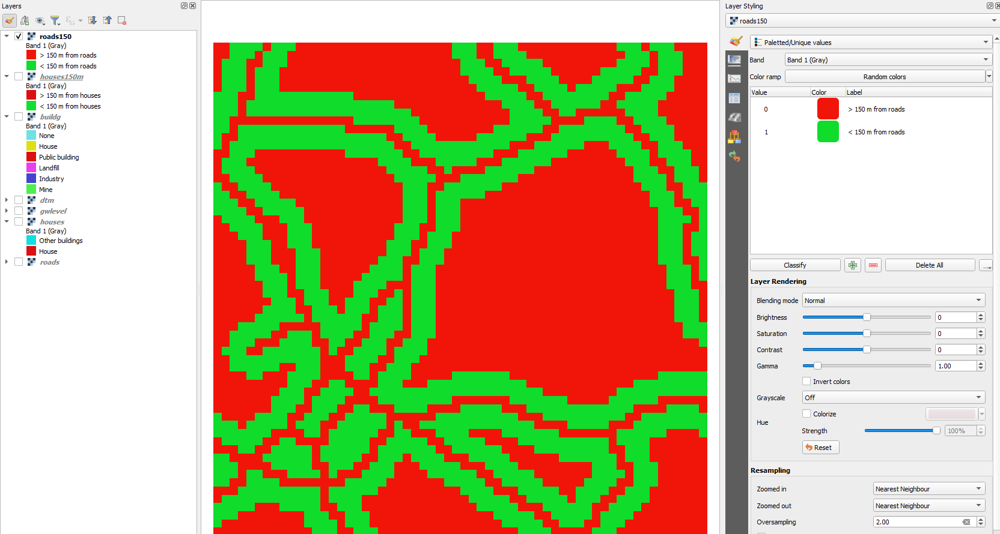 Layers
roads150
Band 1 (Gray)
> 150 m from roads
< 150 m from roads
houses150m
Band 1 (Gray)
> 150 m from houses
< 150 m from houses
buildg
Band 1 (Gray)
None
House
Public building
Landfill
Industry
Mine
dtm
gwlevel
houses
Band 1 (Gray)
Other buildings
House
roads
Layer Styling
roads150
Paletted/Unique values
Band Band 1 (Gray)
Color ramp Random colors
Value Color Label
0 > 150 m from roads
1 < 150 m from roads
Classify Delete All ...
Layer Rendering
Blending mode Normal
Brightness 0
Saturation 0
Contrast 0
Gamma 1.00
Invert colors
Grayscale Off
Colorize
Hue
Strength 100%
Reset
Resampling
Zoomed in Nearest Neighbour
Zoomed out Nearest Neighbour
Oversampling 2.00